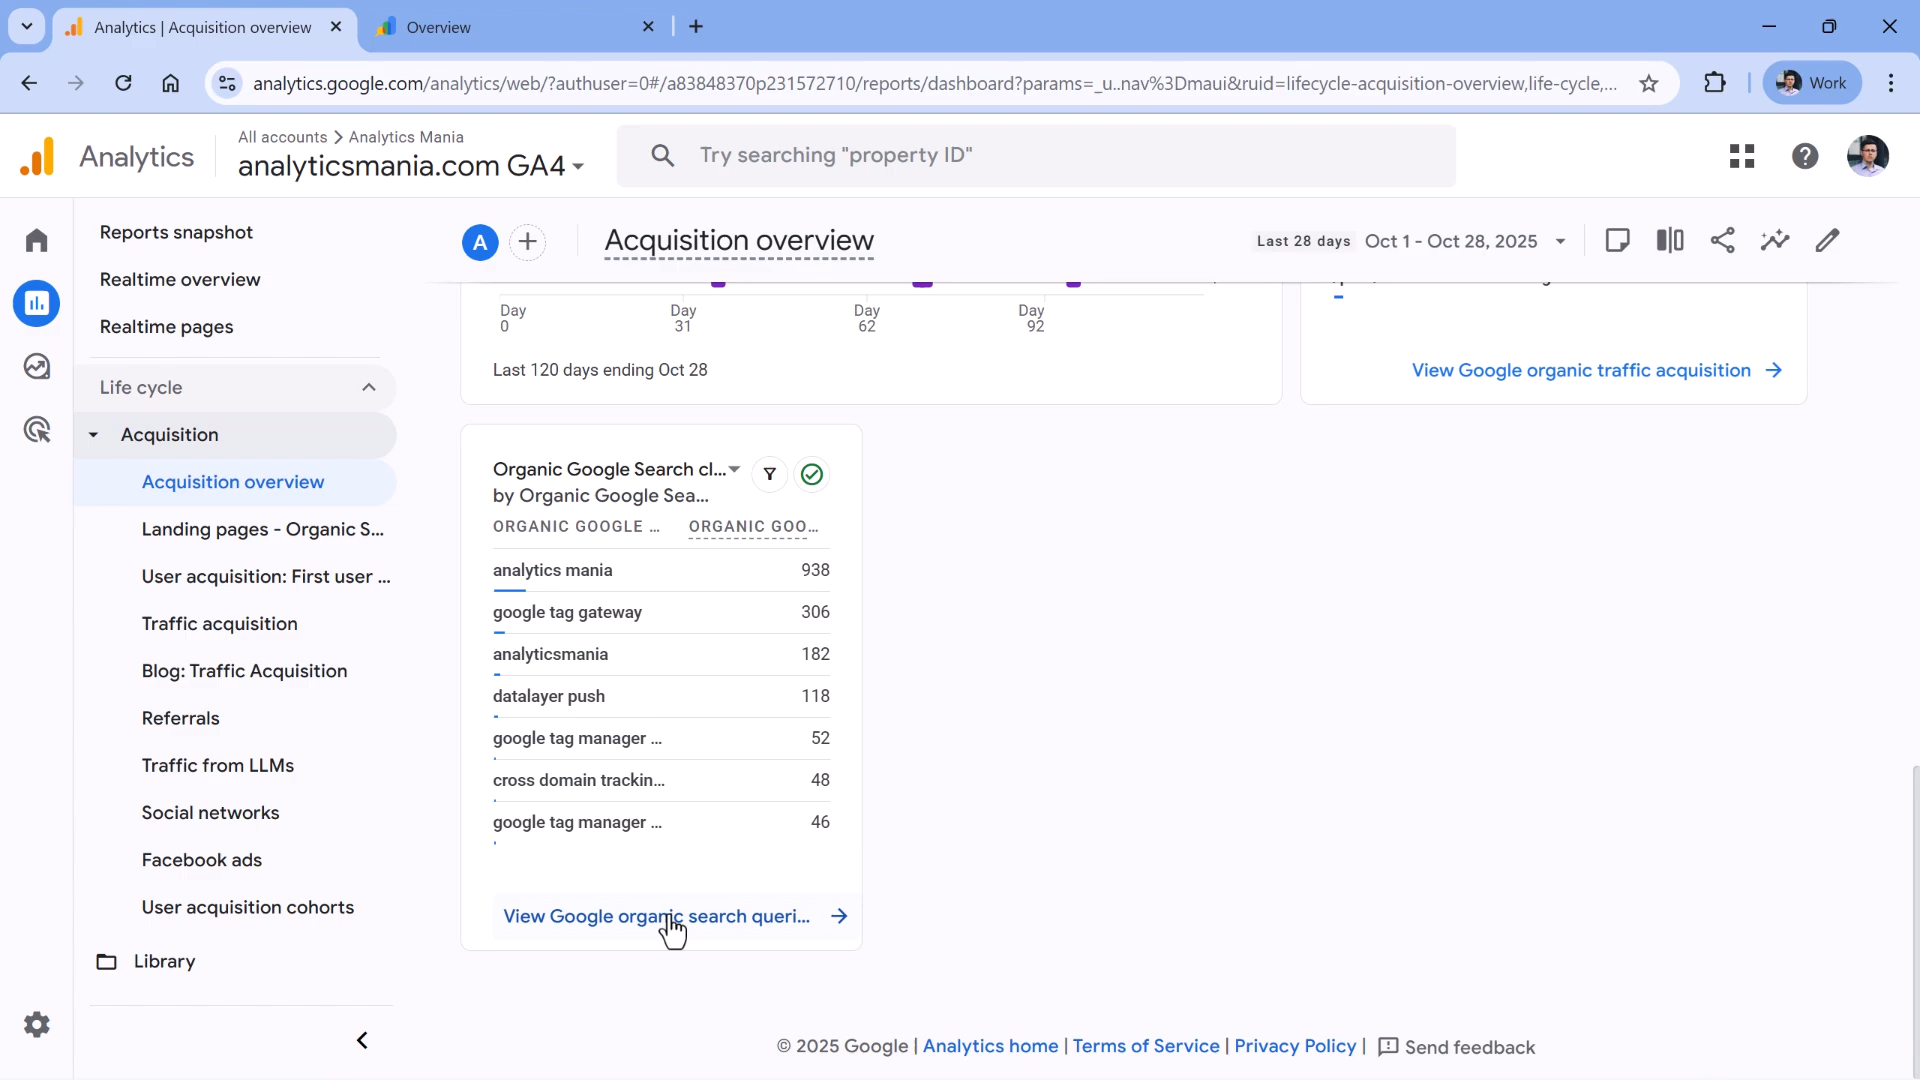 Analytics | Acquisition overview
Overview
analytics.google.com/analytics/web/?authuser=0#/a83848370p231572710/reports/dashboard?params=_u..nav%3Dmaui&ruid=lifecycle-acquisition-overview,life-cycle,...
Work
Analytics
All accounts > Analytics Mania
analyticsmania.com GA4
Try searching "property ID"
Reports snapshot
Realtime overview
Realtime pages
Life cycle
Acquisition
Acquisition overview
Landing pages - Organic S...
User acquisition: First user ...
Traffic acquisition
Blog: Traffic Acquisition
Referrals
Traffic from LLMs
Social networks
Facebook ads
User acquisition cohorts
Library
A
Acquisition overview
Last 28 days Oct 1 - Oct 28, 2025
Day 0
Day 31
Day 62
Day 92
Last 120 days ending Oct 28
View Google organic traffic acquisition
Organic Google Search cl...
by Organic Google Sea...
ORGANIC GOOGLE ... ORGANIC GOO...
analytics mania 938
google tag gateway 306
analyticsmania 182
datalayer push 118
google tag manager ... 52
cross domain trackin... 48
google tag manager ... 46
View Google organic search queri...
© 2025 Google | Analytics home | Terms of Service | Privacy Policy | Send feedback